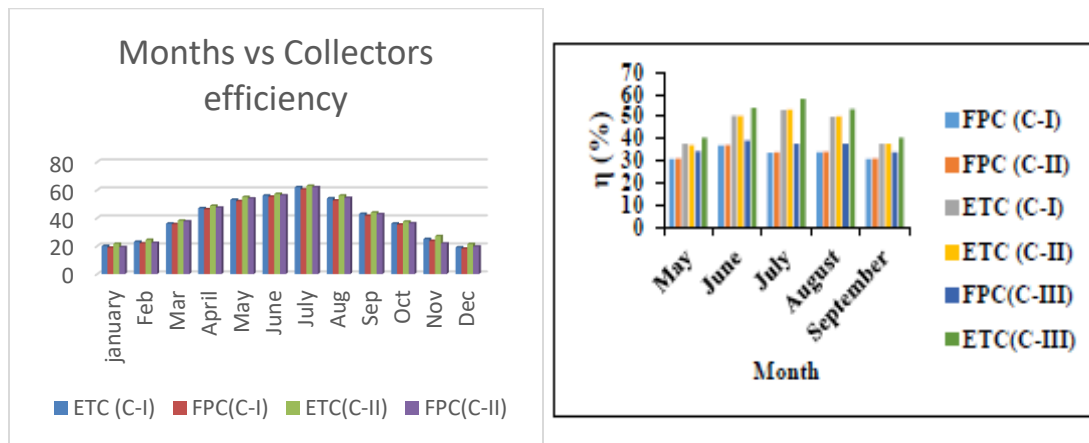 Months vs Collectors
efficiency
80
60
40
20
0
january
Feb
Mar
April
May
June
July
Aug
Sep
Oct
Nov
Dec
ETC (C-I) FPC(C-I) ETC(C-II) FPC(C-II)
η (%)
70
60
50
40
30
20
10
0
May
June
July
August
September
Month
FPC (C-I)
FPC (C-II)
ETC (C-I)
ETC (C-II)
FPC(C-III)
ETC(C-III)